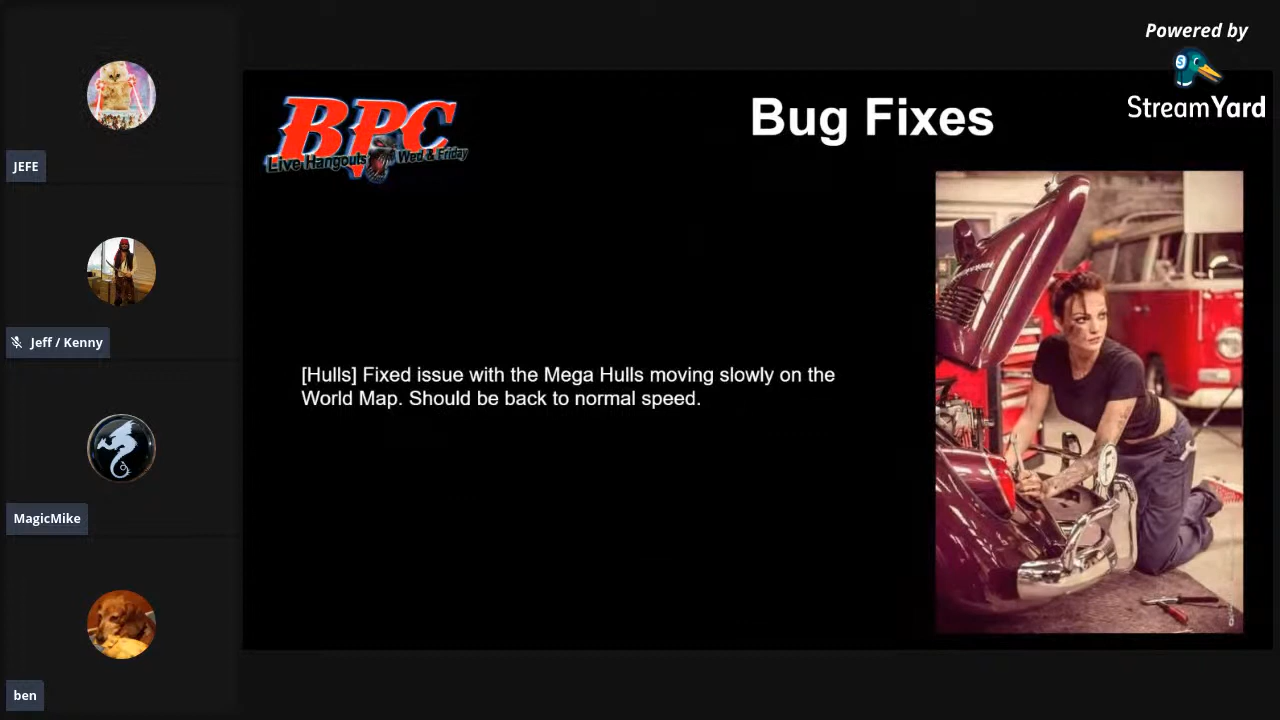 Powered by
StreamYard
BPC
Live Hangouts Wed & Friday
Bug Fixes
[Hulls] Fixed issue with the Mega Hulls moving slowly on the
World Map. Should be back to normal speed.
JEFE
Jeff / Kenny
MagicMike
ben